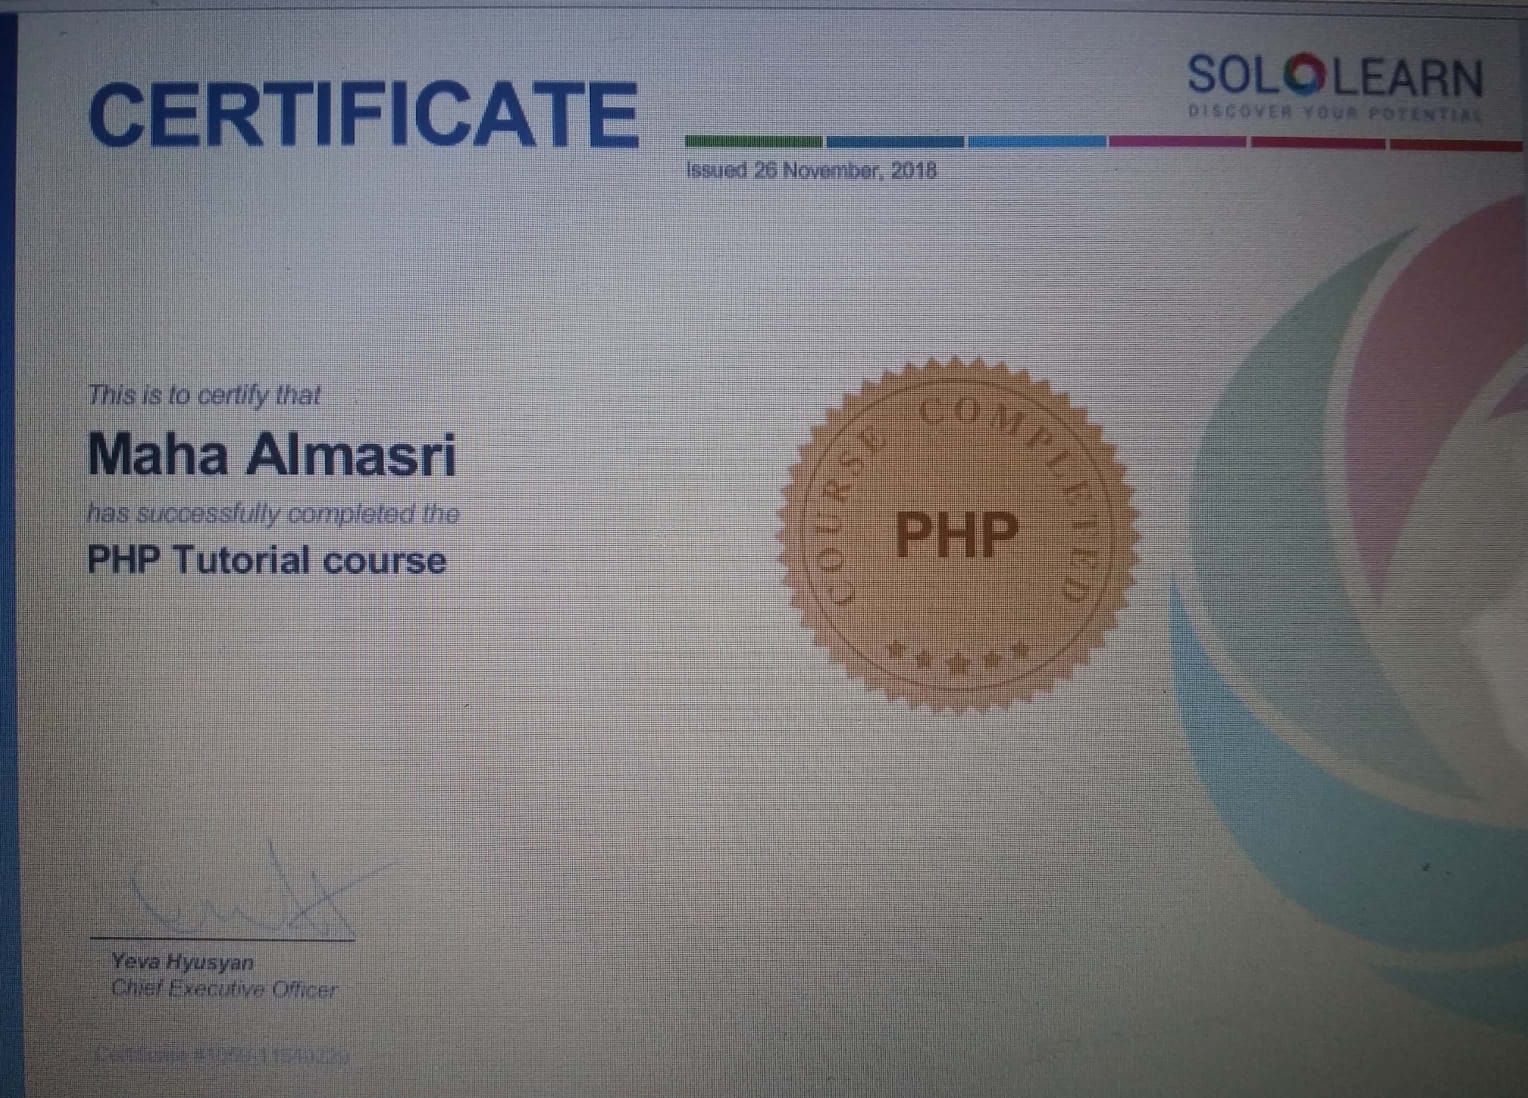 CERTIFICATE
SOLOLEARN
DISCOVER YOUR POTENTIAL
Issued 26 November, 2018
This is to certify that
Maha Almasri
has successfully completed the
PHP Tutorial course
COURSE COMPLETED
PHP
Yeva Hyusyan
Chief Executive Officer
Certificate